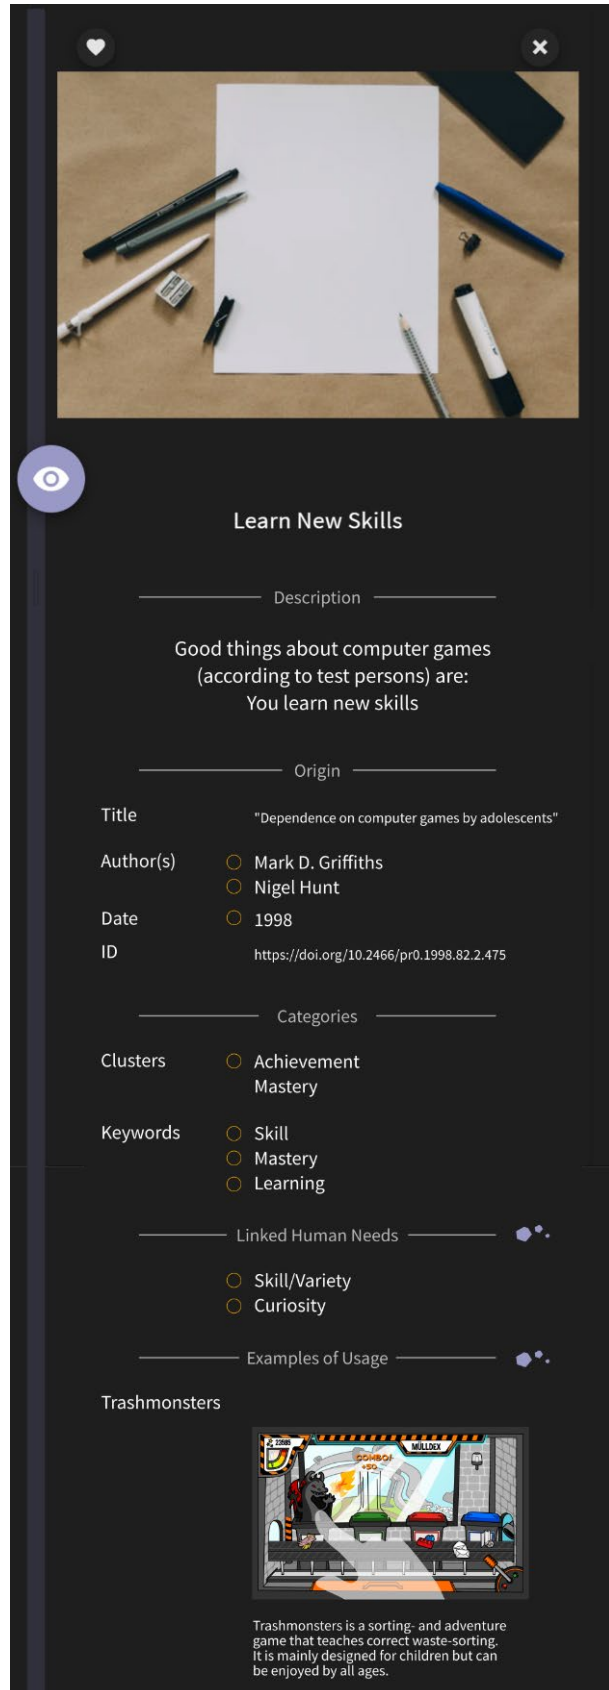 Learn New Skills
Description
Good things about computer games
(according to test persons) are:
You learn new skills
Origin
Title "Dependence on computer games by adolescents"
Author(s) Mark D. Griffiths
Nigel Hunt
Date 1998
ID https://doi.org/10.2466/pr0.1998.82.2.475
Categories
Clusters Achievement
Mastery
Keywords Skill
Mastery
Learning
Linked Human Needs
Skill/Variety
Curiosity
Examples of Usage
Trashmonsters
23585
MÜLLDEX
COMBO!
+50
Trashmonsters is a sorting- and adventure
game that teaches correct waste-sorting.
It is mainly designed for children but can
be enjoyed by all ages.